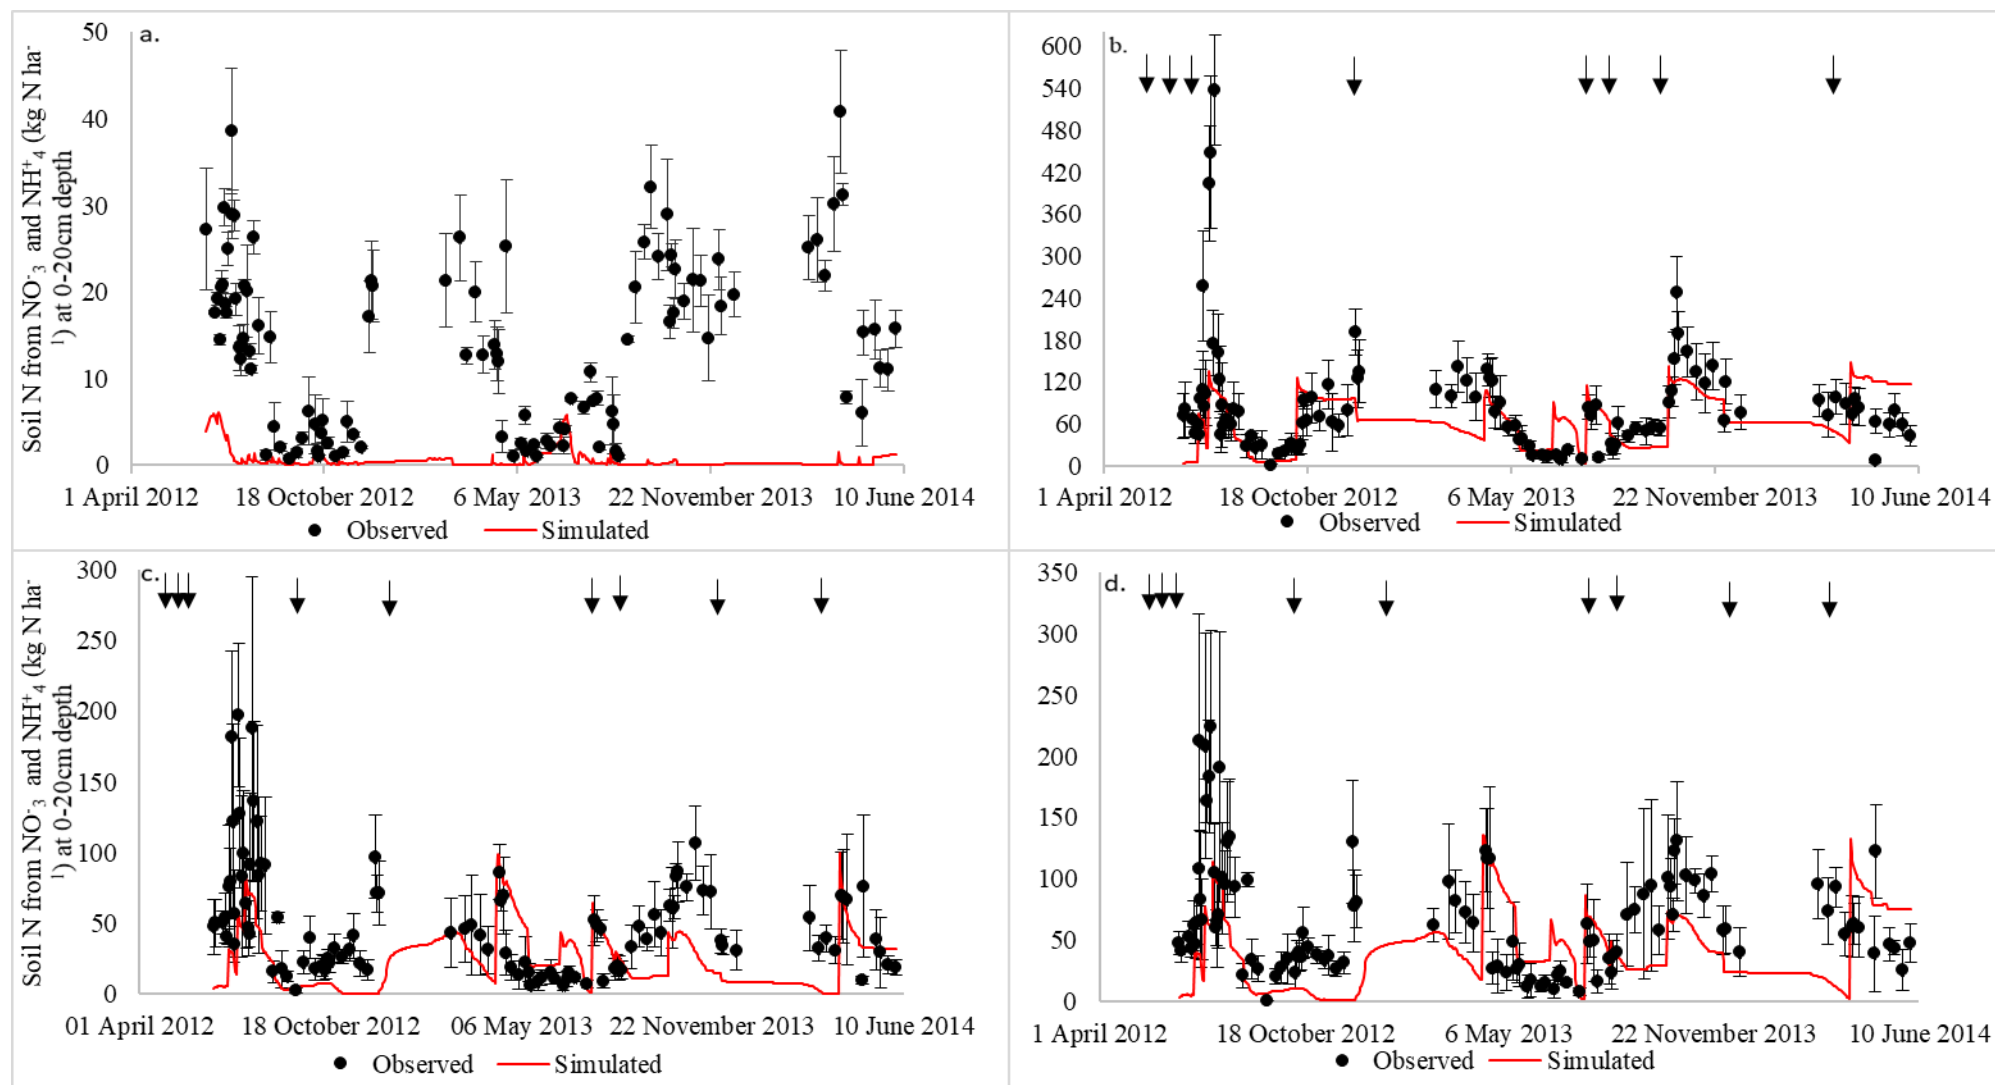 a.
Soil N from NO⁻₃ and NH⁺₄ (kg N ha⁻
¹) at 0-20cm depth
50
40
30
20
10
0
1 April 2012 18 October 2012 6 May 2013 22 November 2013 10 June 2014
Observed Simulated
b.
600
540
480
420
360
300
240
180
120
60
0
1 April 2012 18 October 2012 6 May 2013 22 November 2013 10 June 2014
Observed Simulated
c.
Soil N from NO⁻₃ and NH⁺₄ (kg N ha⁻
¹) at 0-20cm depth
300
250
200
150
100
50
0
01 April 2012 18 October 2012 06 May 2013 22 November 2013 10 June 2014
Observed Simulated
d.
350
300
250
200
150
100
50
0
1 April 2012 18 October 2012 6 May 2013 22 November 2013 10 June 2014
Observed Simulated